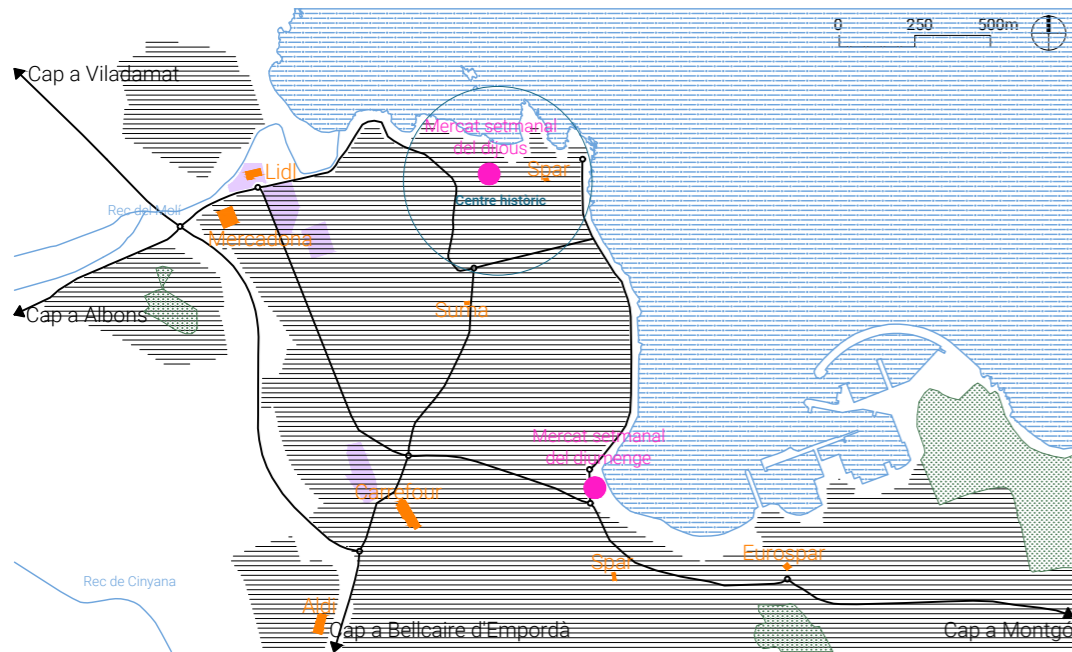 0 250 500m
Cap a Viladamat
Mercat setmanal
del dijous
Lidl
Spar
Centre històric
Rec del Molí
Mercadona
Cap a Albons
Suma
Mercat setmanal
del diumenge
Carrefour
Spar
Eurospar
Rec de Cinyana
Aldi
Cap a Bellcaire d'Empordà
Cap a Montgó